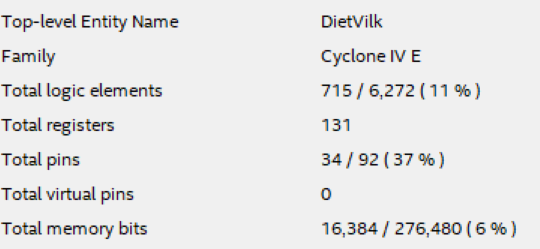 Top-level Entity Name DietVilk
Family Cyclone IV E
Total logic elements 715 / 6,272 ( 11 % )
Total registers 131
Total pins 34 / 92 ( 37 % )
Total virtual pins 0
Total memory bits 16,384 / 276,480 ( 6 % )